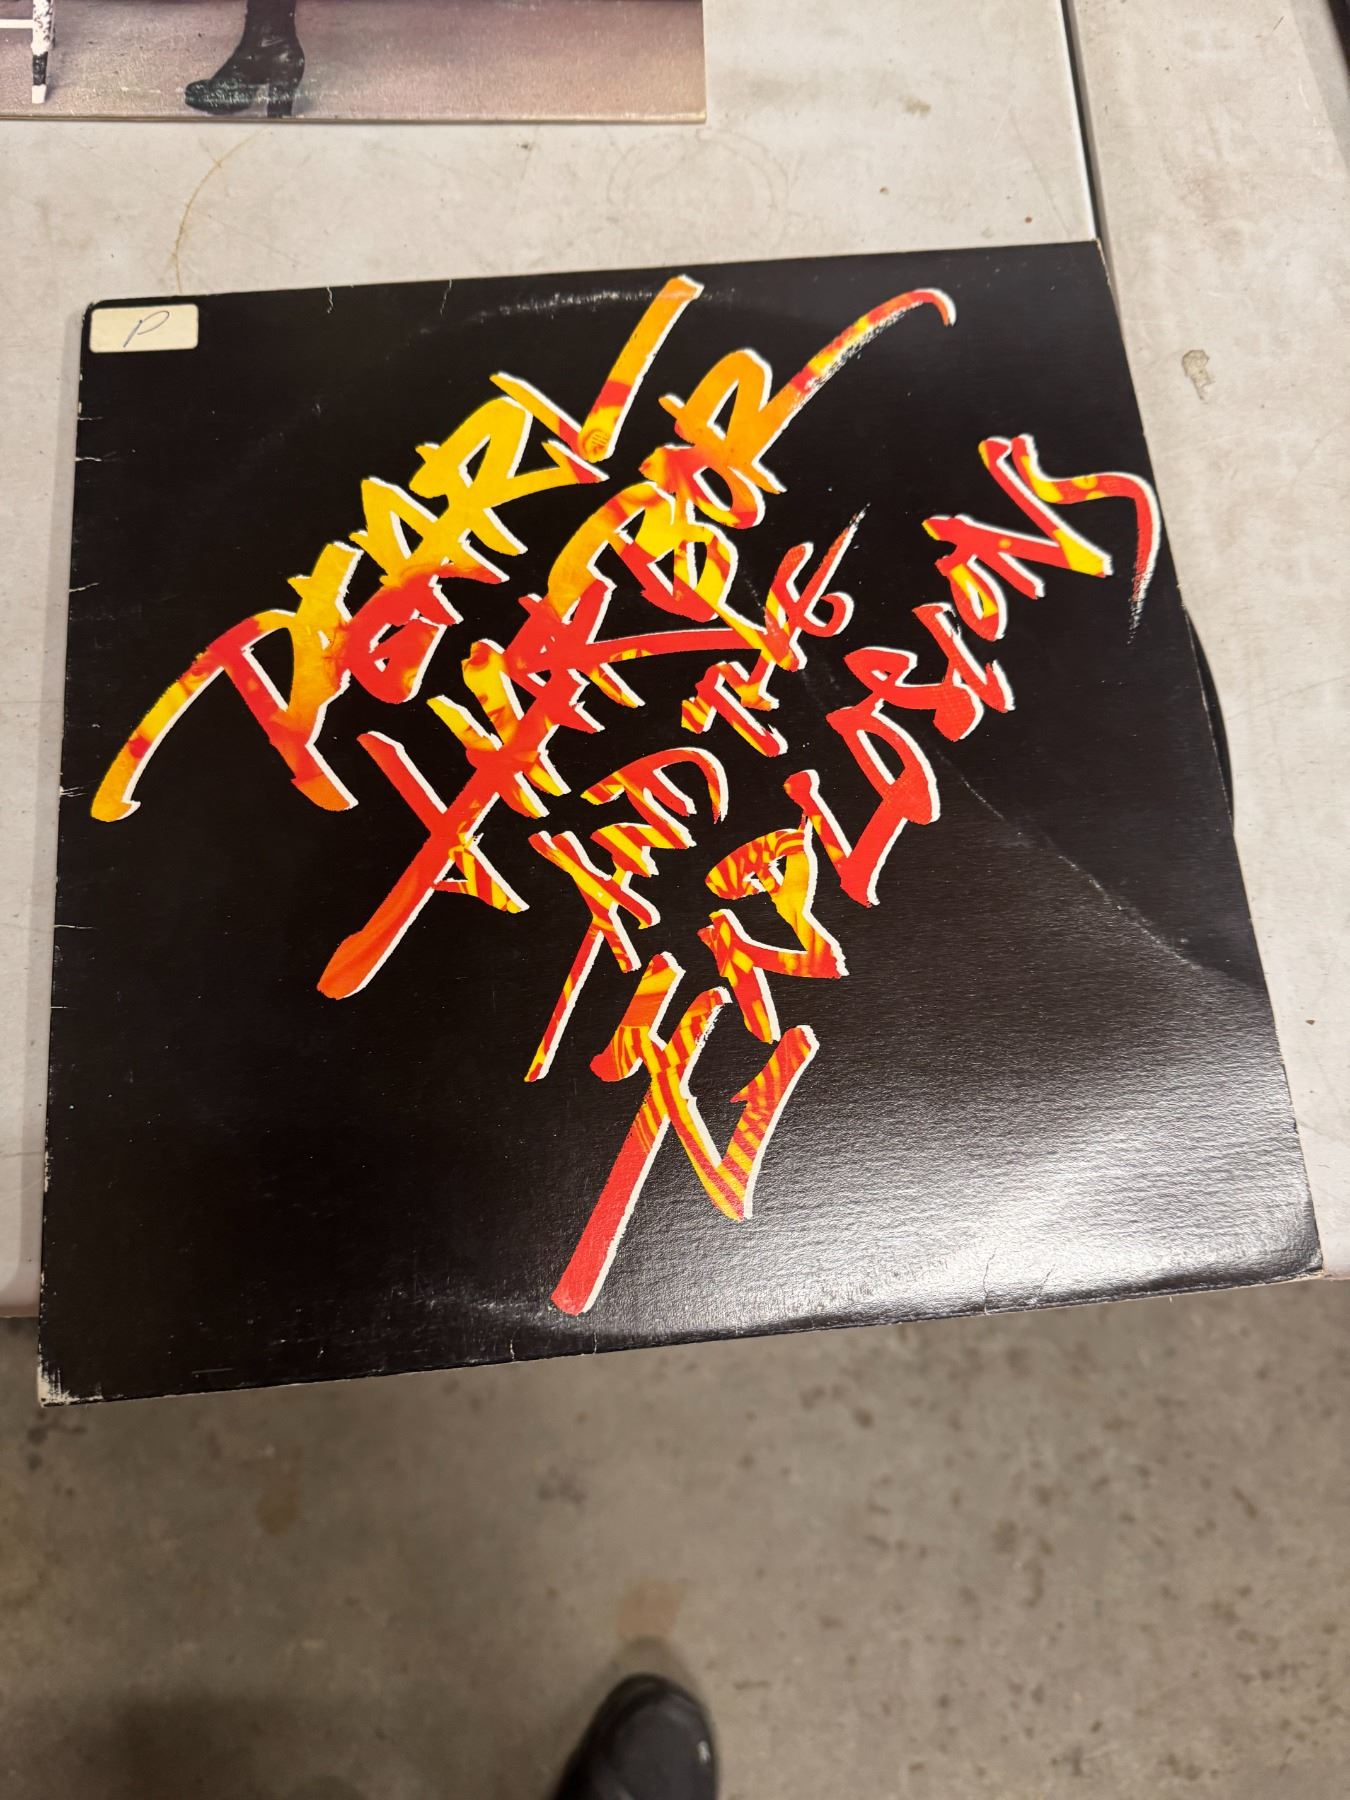 P
PEARL
HARBOR
AND THE
EXPLOSIONS